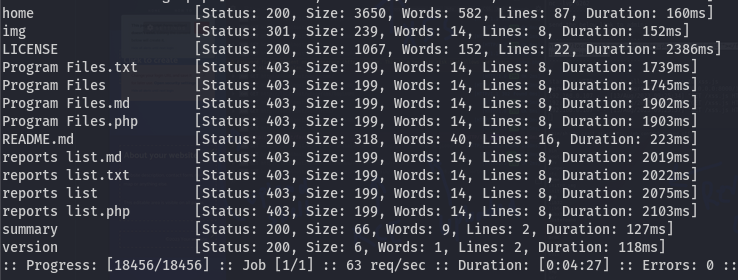 home [Status: 200, Size: 3650, Words: 582, Lines: 87, Duration: 160ms]
img [Status: 301, Size: 239, Words: 14, Lines: 8, Duration: 152ms]
LICENSE [Status: 200, Size: 1067, Words: 152, Lines: 22, Duration: 2386ms]
Program Files.txt [Status: 403, Size: 199, Words: 14, Lines: 8, Duration: 1739ms]
Program Files [Status: 403, Size: 199, Words: 14, Lines: 8, Duration: 1745ms]
Program Files.md [Status: 403, Size: 199, Words: 14, Lines: 8, Duration: 1902ms]
Program Files.php [Status: 403, Size: 199, Words: 14, Lines: 8, Duration: 1903ms]
README.md [Status: 200, Size: 318, Words: 40, Lines: 16, Duration: 223ms]
reports list.md [Status: 403, Size: 199, Words: 14, Lines: 8, Duration: 2019ms]
reports list.txt [Status: 403, Size: 199, Words: 14, Lines: 8, Duration: 2022ms]
reports list [Status: 403, Size: 199, Words: 14, Lines: 8, Duration: 2075ms]
reports list.php [Status: 403, Size: 199, Words: 14, Lines: 8, Duration: 2103ms]
summary [Status: 200, Size: 66, Words: 9, Lines: 2, Duration: 127ms]
version [Status: 200, Size: 6, Words: 1, Lines: 2, Duration: 118ms]
:: Progress: [18456/18456] :: Job [1/1] :: 63 req/sec :: Duration: [0:04:27] :: Errors: 0 ::